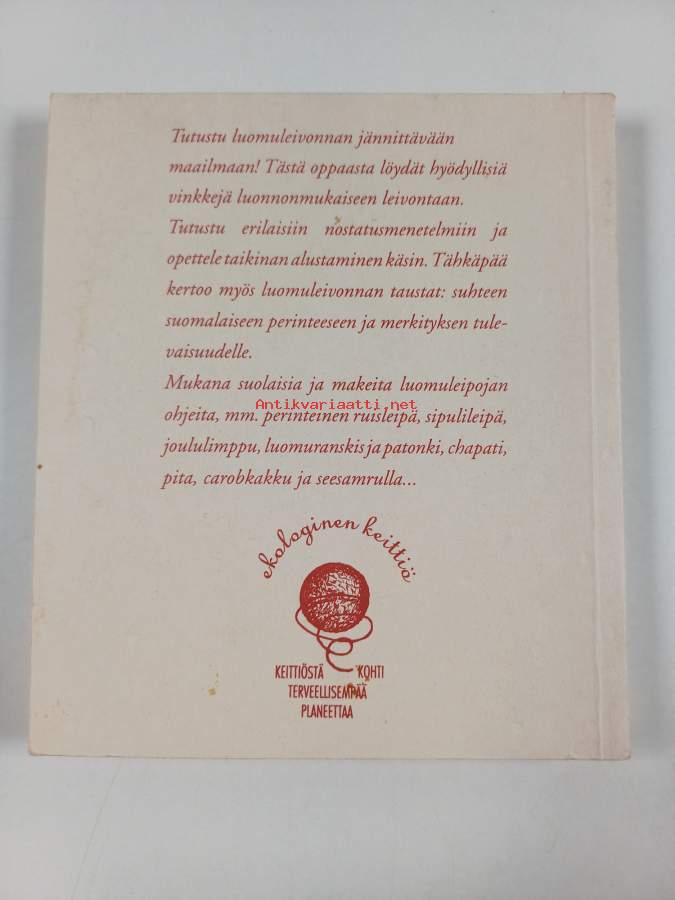 Tutustu luomuleivonnan jännittävään
maailmaan! Tästä oppaasta löydät hyödyllisiä
vinkkejä luonnonmukaiseen leivontaan.
Tutustu erilaisiin nostatusmenetelmiin ja
opettele taikinan alustaminen käsin. Tähkäpää
kertoo myös luomuleivonnan taustat: suhteen
suomalaiseen perinteeseen ja merkityksen tule-
vaisuudelle.
Mukana suolaisia ja makeita luomuleipojan
Antikvariaatti.net
ohjeita, mm. perinteinen ruisleipä, sipulileipä,
joululimppu, luomuranskis ja patonki, chapati,
pita, carobkakku ja seesamrulla...
ekologinen keittiö
KEITTIÖSTÄ KOHTI
TERVEELLISEMPÄÄ
PLANEETTAA